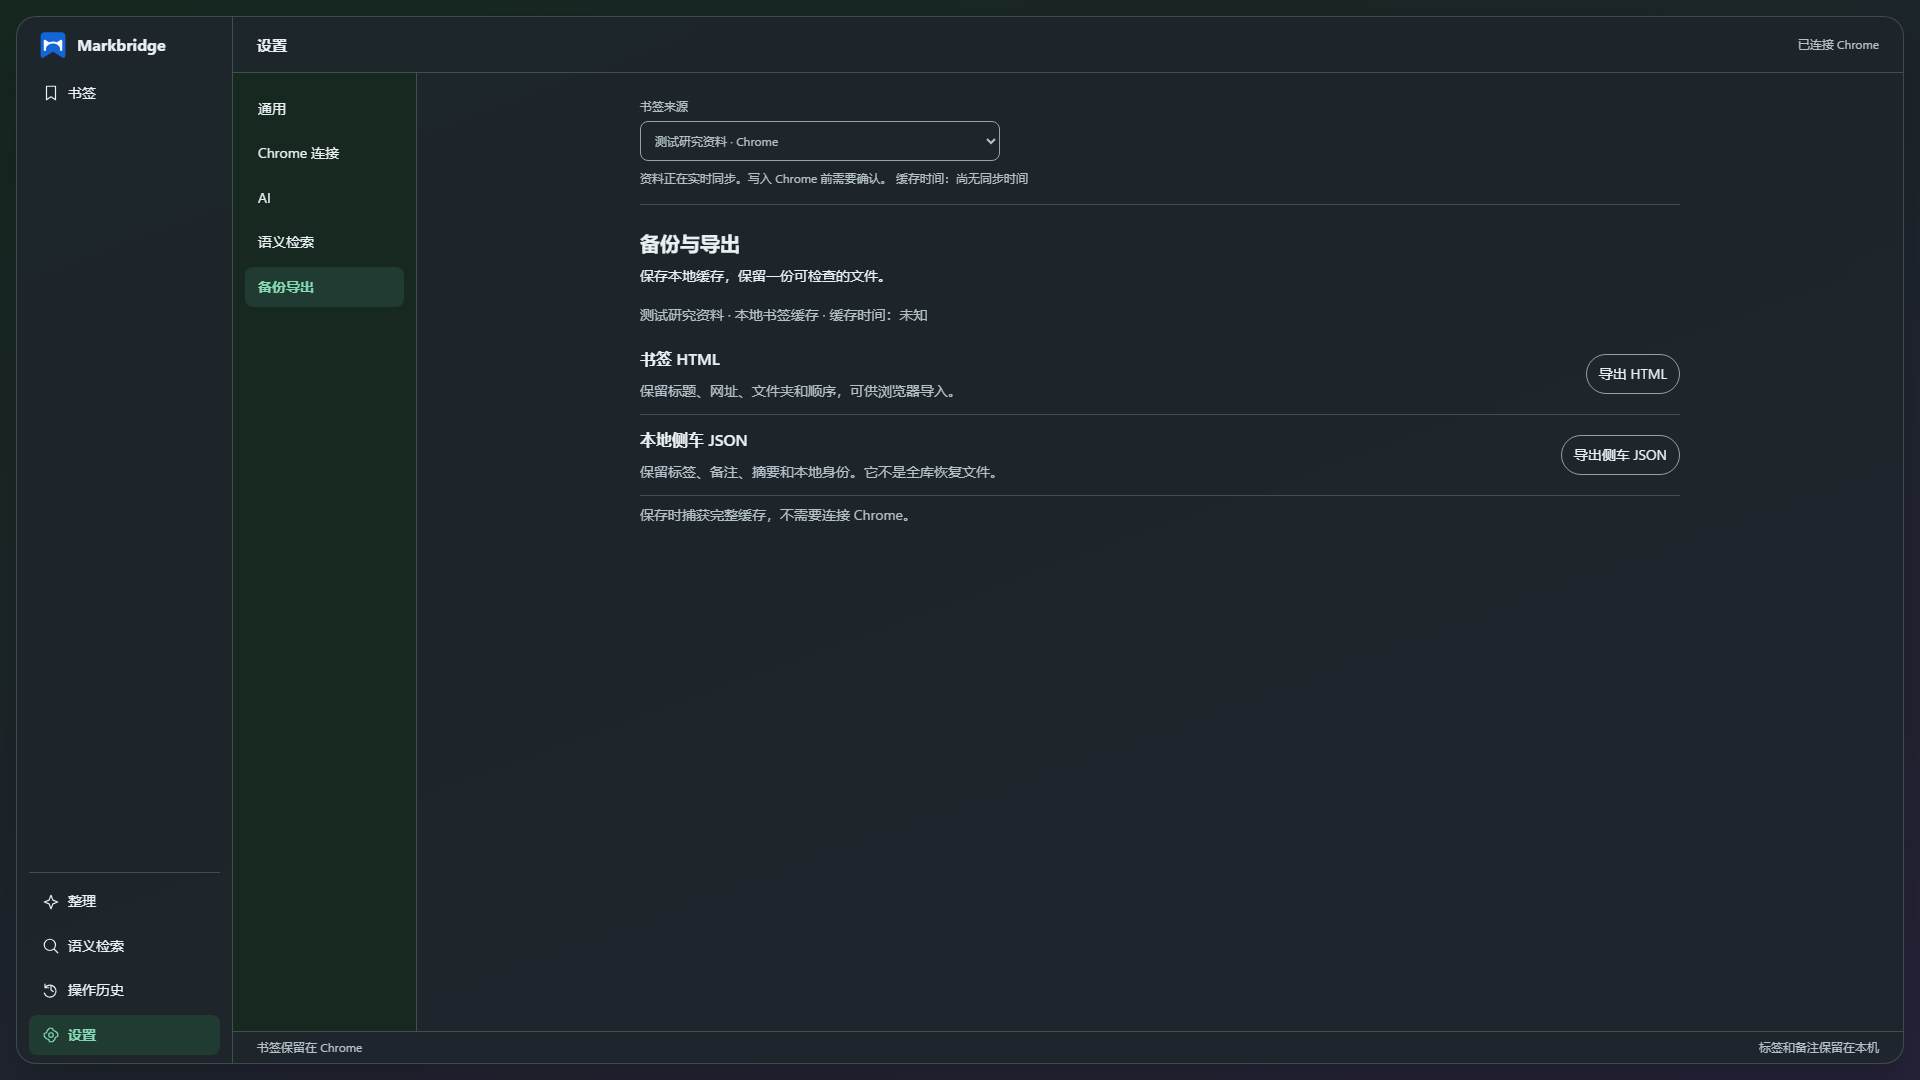 Markbridge
书签
整理
语义检索
操作历史
设置
设置
已连接 Chrome
通用
Chrome 连接
AI
语义检索
备份导出
书签来源
测试研究资料 · Chrome
资料正在实时同步。写入 Chrome 前需要确认。 缓存时间：尚无同步时间
备份与导出
保存本地缓存，保留一份可检查的文件。
测试研究资料 · 本地书签缓存 · 缓存时间：未知
书签 HTML
保留标题、网址、文件夹和顺序，可供浏览器导入。
导出 HTML
本地侧车 JSON
保留标签、备注、摘要和本地身份。它不是全库恢复文件。
导出侧车 JSON
保存时捕获完整缓存，不需要连接 Chrome。
书签保留在 Chrome
标签和备注保留在本机